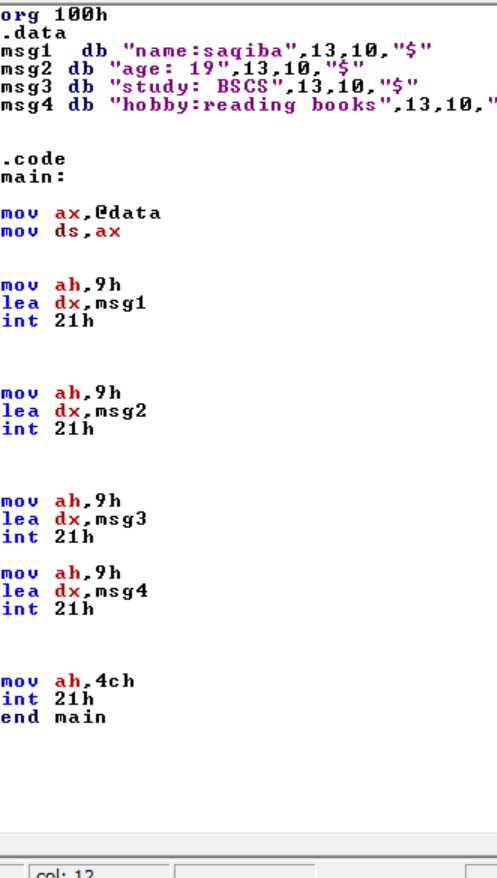 org 100h
.data
msg1  db "name:saqiba",13,10,"$"
msg2 db "age: 19",13,10,"$"
msg3 db "study: BSCS",13,10,"$"
msg4 db "hobby:reading books",13,10,"
.code
main:
mov ax,@data
mov ds,ax
mov ah,9h
lea dx,msg1
int 21h
mov ah,9h
lea dx,msg2
int 21h
mov ah,9h
lea dx,msg3
int 21h
mov ah,9h
lea dx,msg4
int 21h
mov ah,4ch
int 21h
end main
col: 12